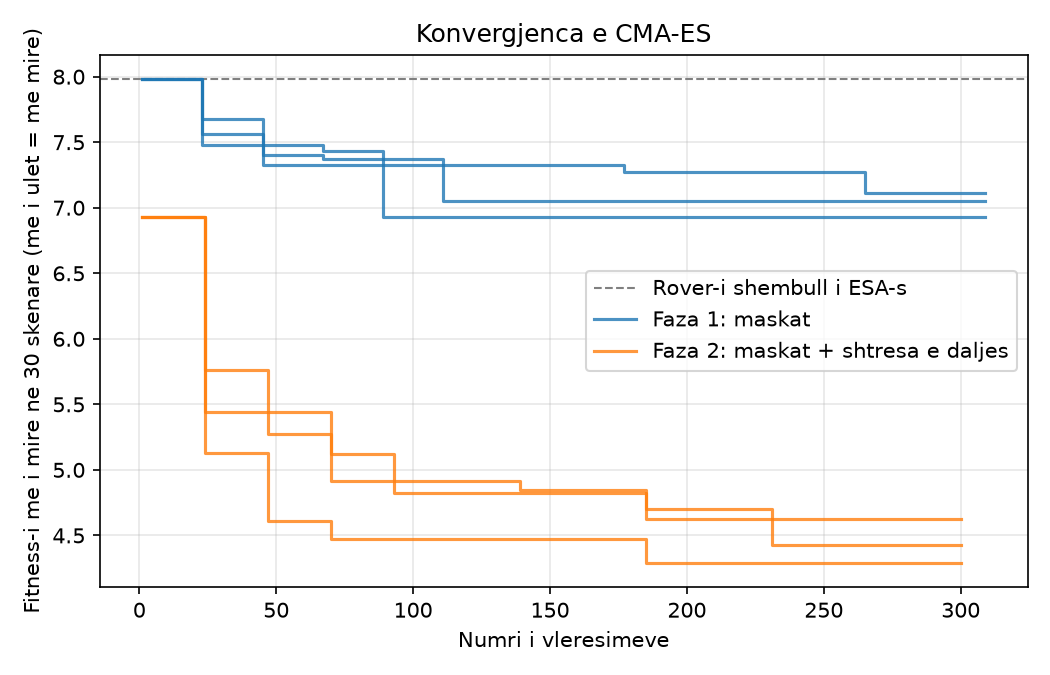 Konvergjenca e CMA-ES
Fitness-i me i mire ne 30 skenare (me i ulet = me mire)
8.0
7.5
7.0
6.5
6.0
5.5
5.0
4.5
Rover-i shembull i ESA-s
Faza 1: maskat
Faza 2: maskat + shtresa e daljes
0 50 100 150 200 250 300
Numri i vleresimeve